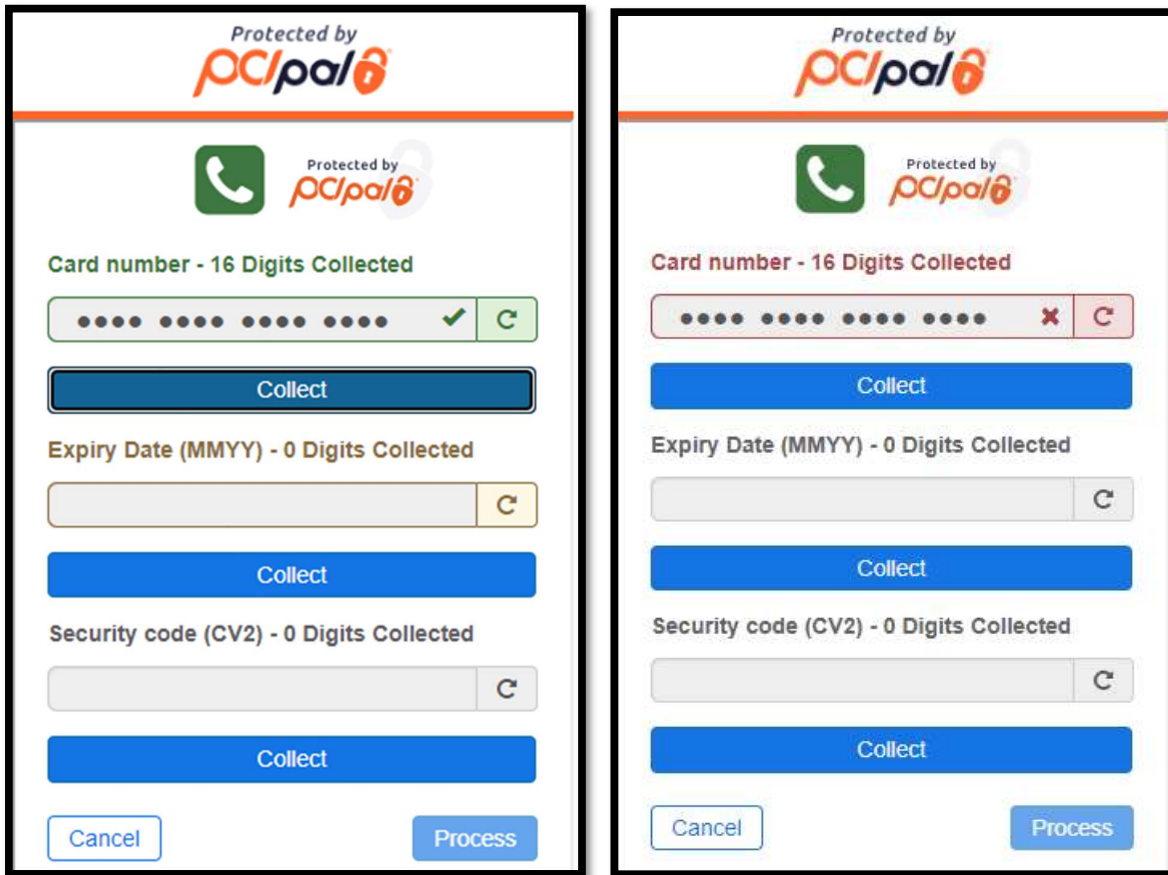 Protected by
pcipal
Protected by
pcipal
Card number - 16 Digits Collected
Collect
Expiry Date (MMYY) - 0 Digits Collected
Collect
Security code (CV2) - 0 Digits Collected
Collect
Cancel
Process
Protected by
pcipal
Protected by
pcipal
Card number - 16 Digits Collected
Collect
Expiry Date (MMYY) - 0 Digits Collected
Collect
Security code (CV2) - 0 Digits Collected
Collect
Cancel
Process